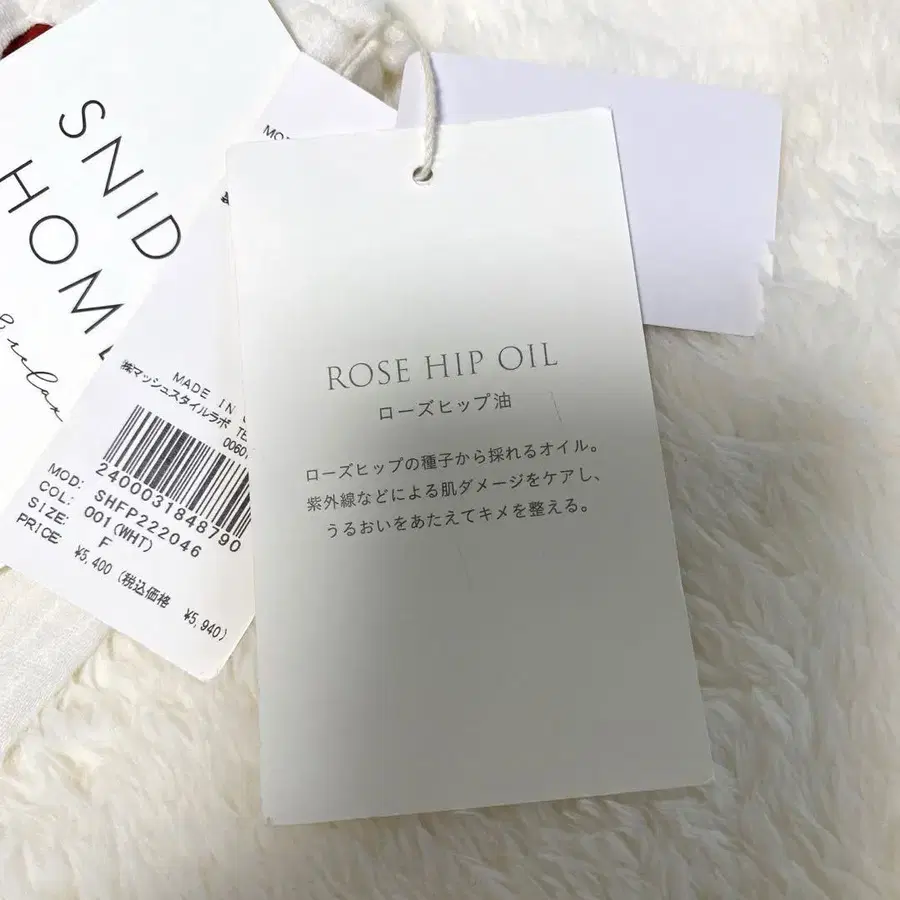 SNID
HOM
& relax
MO
MADE IN
㈱マッシュスタイルラボ TE
0060
2400031848790
MOD: SHFP222046
COL: 001(WHT)
SIZE: F
PRICE ¥5,400 (税込価格 ¥5,940)
ROSE HIP OIL
ローズヒップ油
ローズヒップの種子から採れるオイル。
紫外線などによる肌ダメージをケアし、
うるおいをあたえてキメを整える。